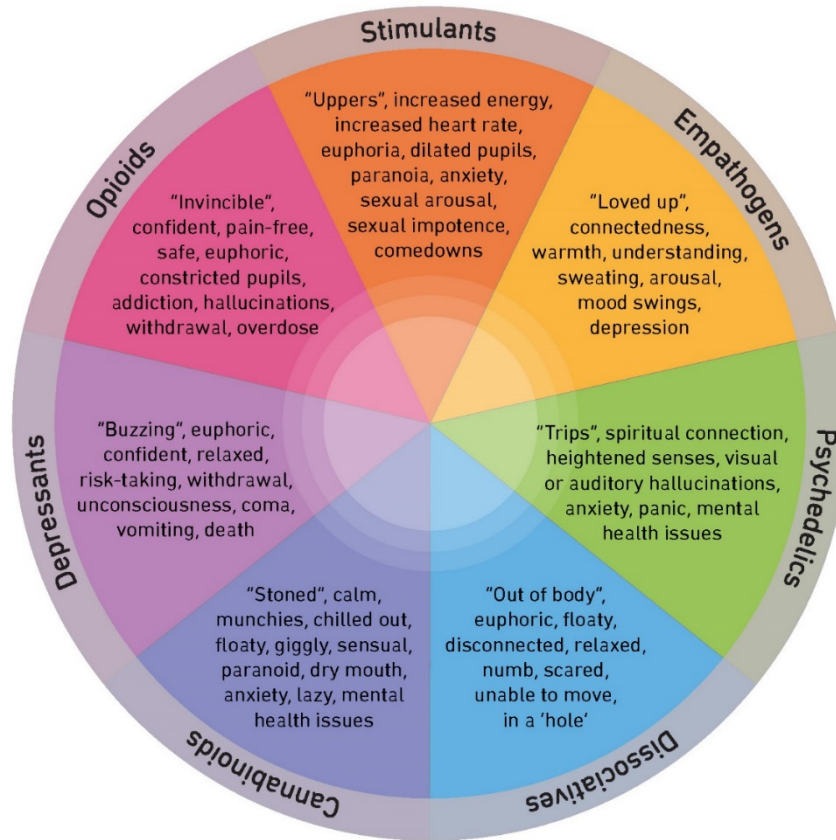 Stimulants
"Uppers", increased energy,
increased heart rate,
euphoria, dilated pupils,
paranoia, anxiety,
sexual arousal,
sexual impotence,
comedowns
Empathogens
"Loved up",
connectedness,
warmth, understanding,
sweating, arousal,
mood swings,
depression
Psychedelics
"Trips", spiritual connection,
heightened senses, visual
or auditory hallucinations,
anxiety, panic, mental
health issues
Dissociatives
"Out of body",
euphoric, floaty,
disconnected, relaxed,
numb, scared,
unable to move,
in a 'hole'
Cannabinoids
"Stoned", calm,
munchies, chilled out,
floaty, giggly, sensual,
paranoid, dry mouth,
anxiety, lazy, mental
health issues
Depressants
"Buzzing", euphoric,
confident, relaxed,
risk-taking, withdrawal,
unconsciousness, coma,
vomiting, death
Opioids
"Invincible",
confident, pain-free,
safe, euphoric,
constricted pupils,
addiction, hallucinations,
withdrawal, overdose